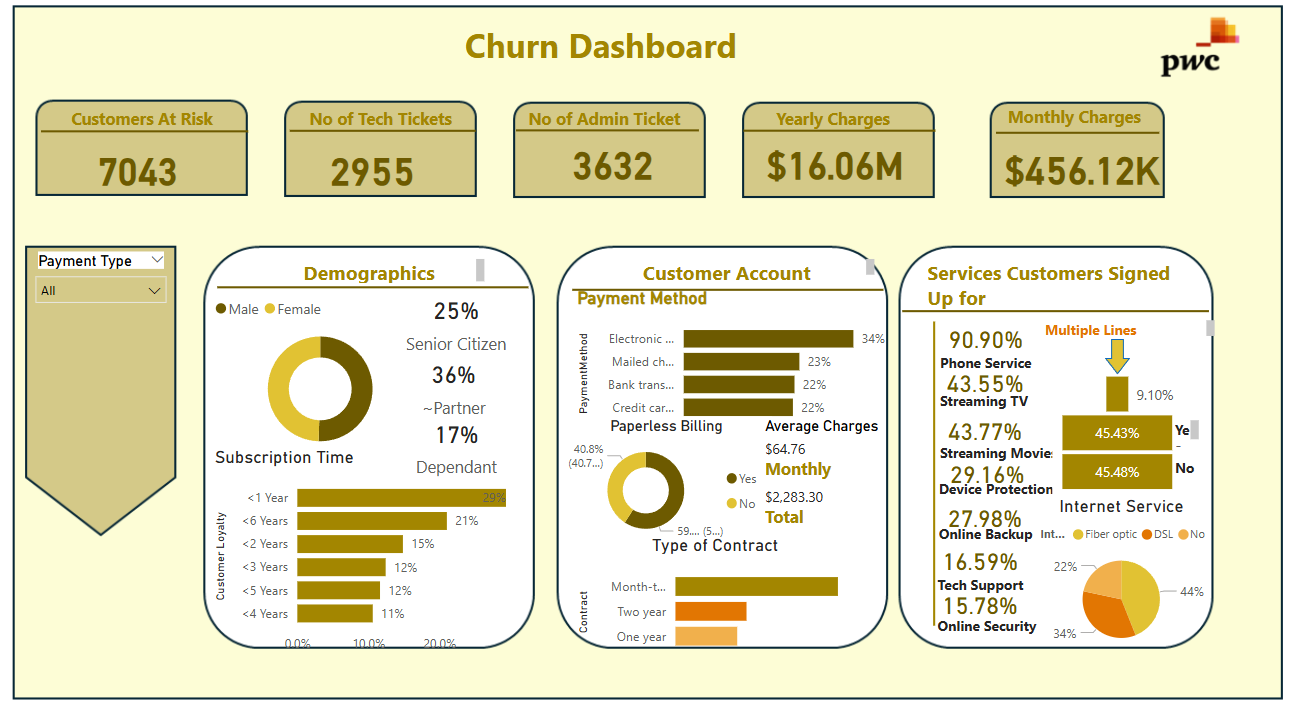 Churn Dashboard
pwc
Customers At Risk
7043
No of Tech Tickets
2955
No of Admin Ticket
3632
Yearly Charges
$16.06M
Monthly Charges
$456.12K
Payment Type
All
Demographics
Male Female
25%
Senior Citizen
36%
~Partner
17%
Dependant
Subscription Time
Customer Loyalty
<1 Year 29%
<6 Years 21%
<2 Years 15%
<3 Years 12%
<5 Years 12%
<4 Years 11%
0.0% 10.0% 20.0%
Customer Account
Payment Method
PaymentMethod
Electronic ... 34%
Mailed ch... 23%
Bank trans... 22%
Credit car... 22%
Paperless Billing
40.8%
(40.7...)
Yes
No
59.... (5...)
Average Charges
$64.76
Monthly
$2,283.30
Total
Type of Contract
Contract
Month-t...
Two year
One year
Services Customers Signed
Up for
90.90%
Phone Service
43.55%
Streaming TV
43.77%
Streaming Movie
29.16%
Device Protection
27.98%
Online Backup
16.59%
Tech Support
15.78%
Online Security
Multiple Lines
9.10%
45.43% Ye
45.48% No
Internet Service
Int... Fiber optic DSL No
22%
44%
34%